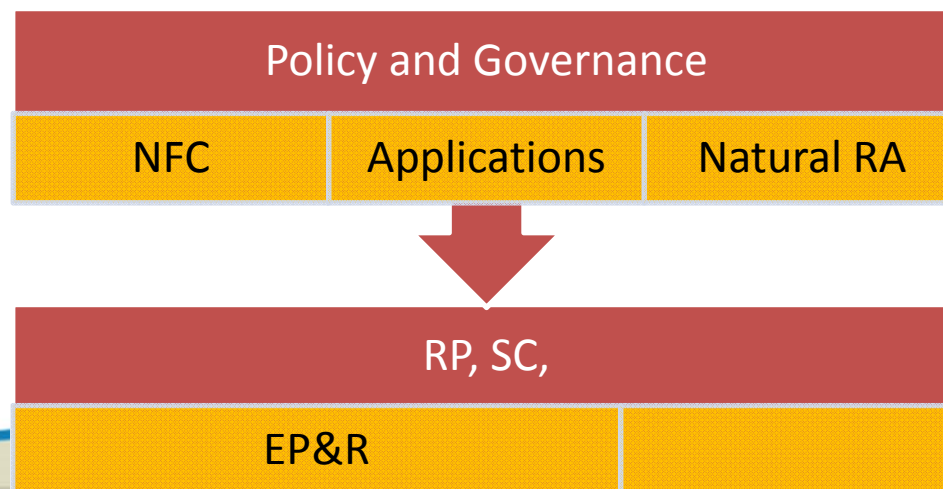 Policy and Governance
NFC Applications Natural RA
RP, SC,
EP&R